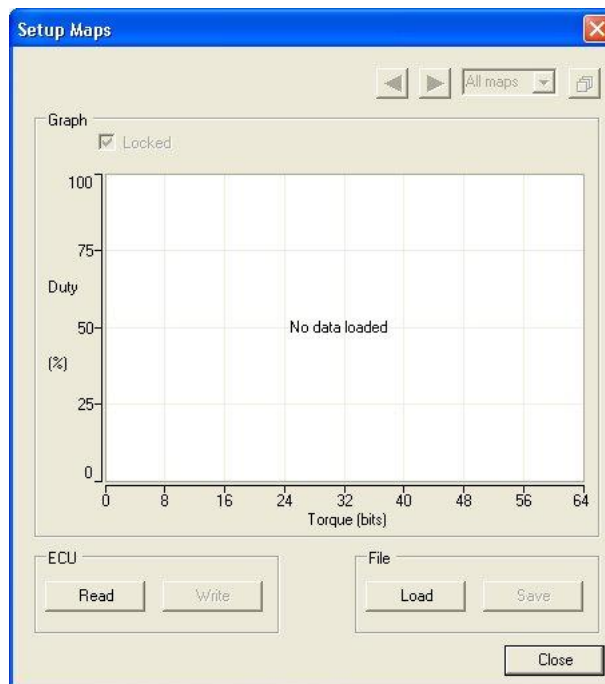 Setup Maps
All maps
Graph
Locked
100
75
Duty
50
No data loaded
(%)
25
0
0 8 16 24 32 40 48 56 64
Torque (bits)
ECU
File
Read Write
Load Save
Close